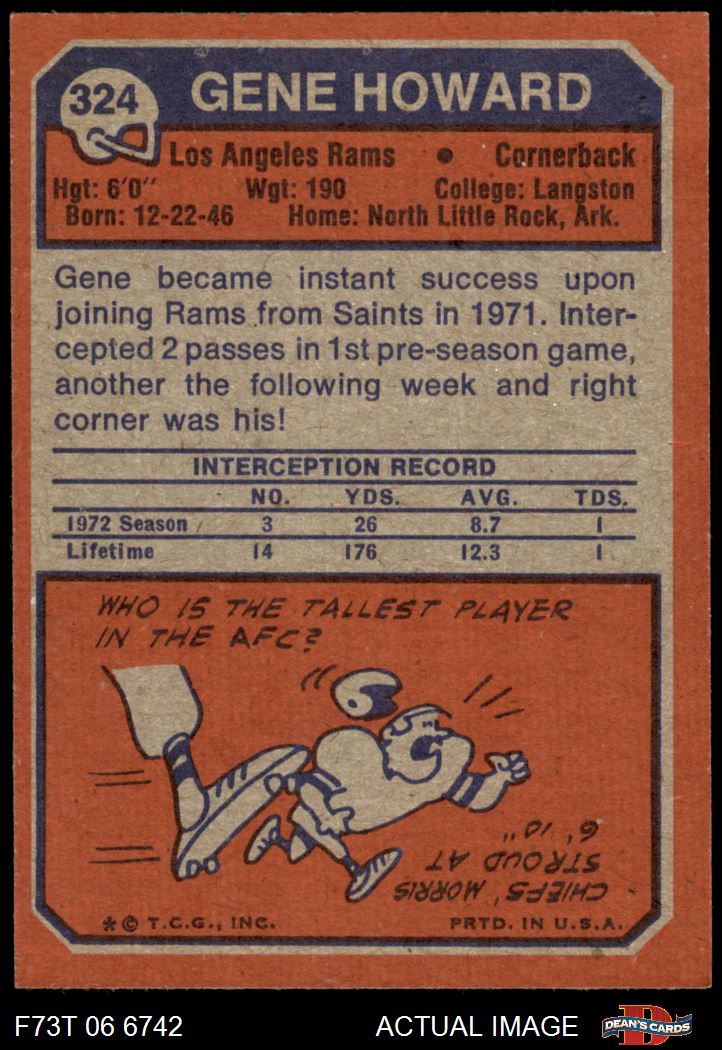 324
GENE HOWARD
Los Angeles Rams • Cornerback
Hgt: 6'0" Wgt: 190 College: Langston
Born: 12-22-46 Home: North Little Rock, Ark.
Gene became instant success upon
joining Rams from Saints in 1971. Inter-
cepted 2 passes in 1st pre-season game,
another the following week and right
corner was his!
INTERCEPTION RECORD
NO. YDS. AVG. TDS.
1972 Season 3 26 8.7 1
Lifetime 14 176 12.3 1
WHO IS THE TALLEST PLAYER
IN THE AFC?
CHIEFS' MORRIS
STROUD AT
6' 10"
* © T.C.G., INC. PRTD. IN U.S.A.
F73T 06 6742 ACTUAL IMAGE
D
DEAN'S CARDS